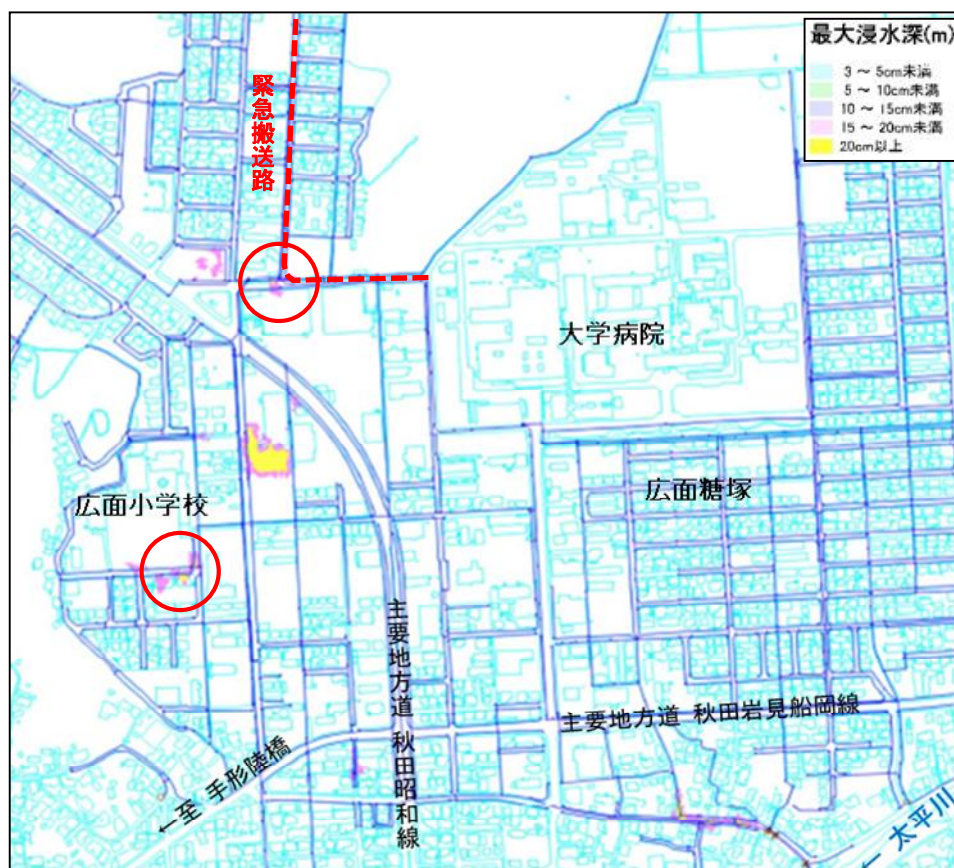 最大浸水深(m)
3 ~ 5cm未満
5 ~ 10cm未満
10 ~ 15cm未満
15 ~ 20cm未満
20cm以上
緊急搬送路
大学病院
広面小学校
広面糖塚
主要地方道 秋田昭和線
主要地方道 秋田岩見船岡線
←至 手形陸橋
← 太平川